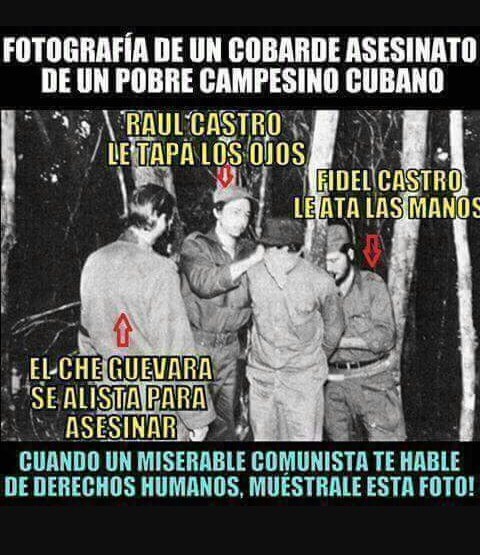 FOTOGRAFÍA DE UN COBARDE ASESINATO
DE UN POBRE CAMPESINO CUBANO
RAUL CASTRO
LE TAPA LOS OJOS
FIDEL CASTRO
LE ATA LAS MANOS
EL CHE GUEVARA
SE ALISTA PARA
ASESINAR
CUANDO UN MISERABLE COMUNISTA TE HABLE
DE DERECHOS HUMANOS, MUÉSTRALE ESTA FOTO!